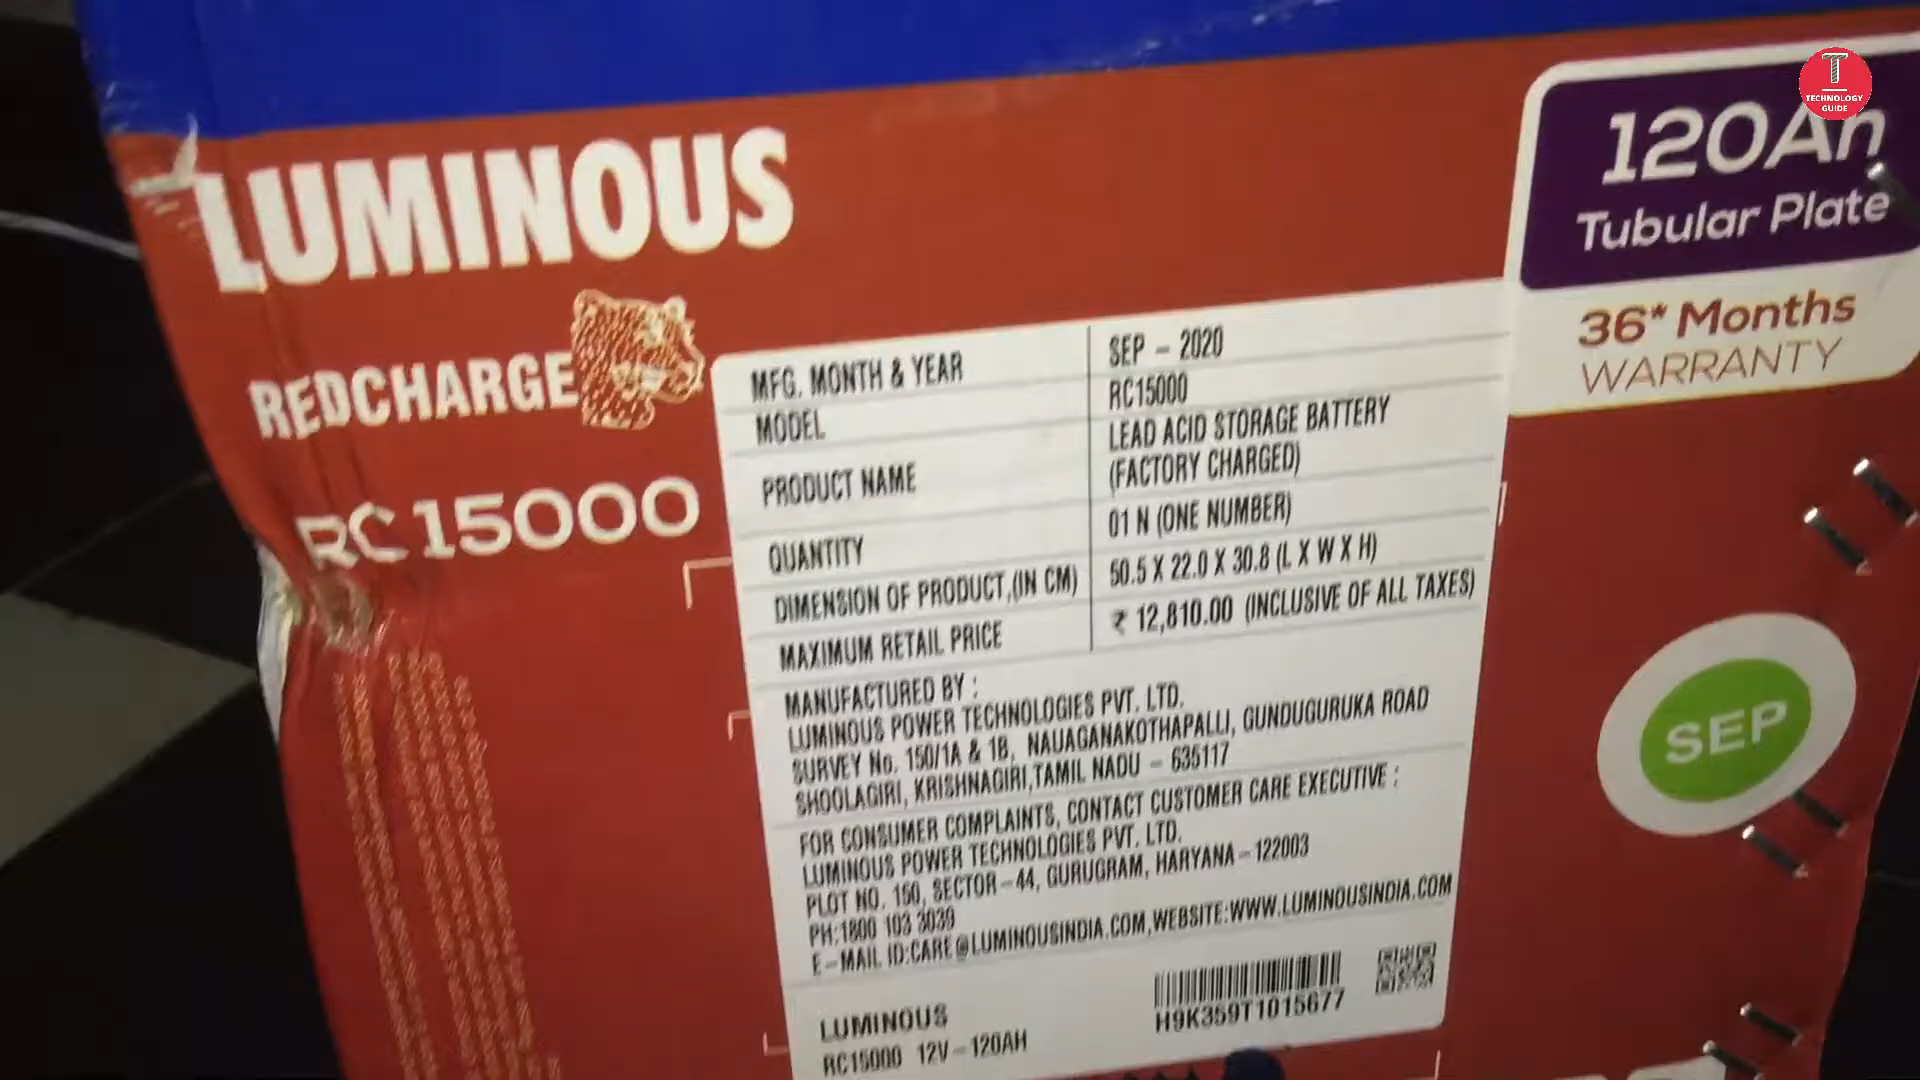 T
TECHNOLOGY
GUIDE
LUMINOUS
120Ah
Tubular Plate
36* Months
WARRANTY
REDCHARGE
RC 15000
MFG. MONTH & YEAR SEP - 2020
MODEL RC15000
PRODUCT NAME LEAD ACID STORAGE BATTERY
(FACTORY CHARGED)
QUANTITY 01 N (ONE NUMBER)
DIMENSION OF PRODUCT,(IN CM) 50.5 X 22.0 X 30.8 (L X W X H)
MAXIMUM RETAIL PRICE ₹ 12,810.00 (INCLUSIVE OF ALL TAXES)
MANUFACTURED BY :
LUMINOUS POWER TECHNOLOGIES PVT. LTD.
SURVEY No. 150/1A & 1B, NAUAGANAKOTHAPALLI, GUNDUGURUKA ROAD
SHOOLAGIRI, KRISHNAGIRI,TAMIL NADU - 635117
FOR CONSUMER COMPLAINTS, CONTACT CUSTOMER CARE EXECUTIVE :
LUMINOUS POWER TECHNOLOGIES PVT. LTD.
PLOT NO. 150, SECTOR-44, GURUGRAM, HARYANA-122003
PH:1800 103 3039
E-MAIL ID:CARE@LUMINOUSINDIA.COM,WEBSITE:WWW.LUMINOUSINDIA.COM
LUMINOUS
RC15000 12V-120AH
H9K359T1015677
SEP